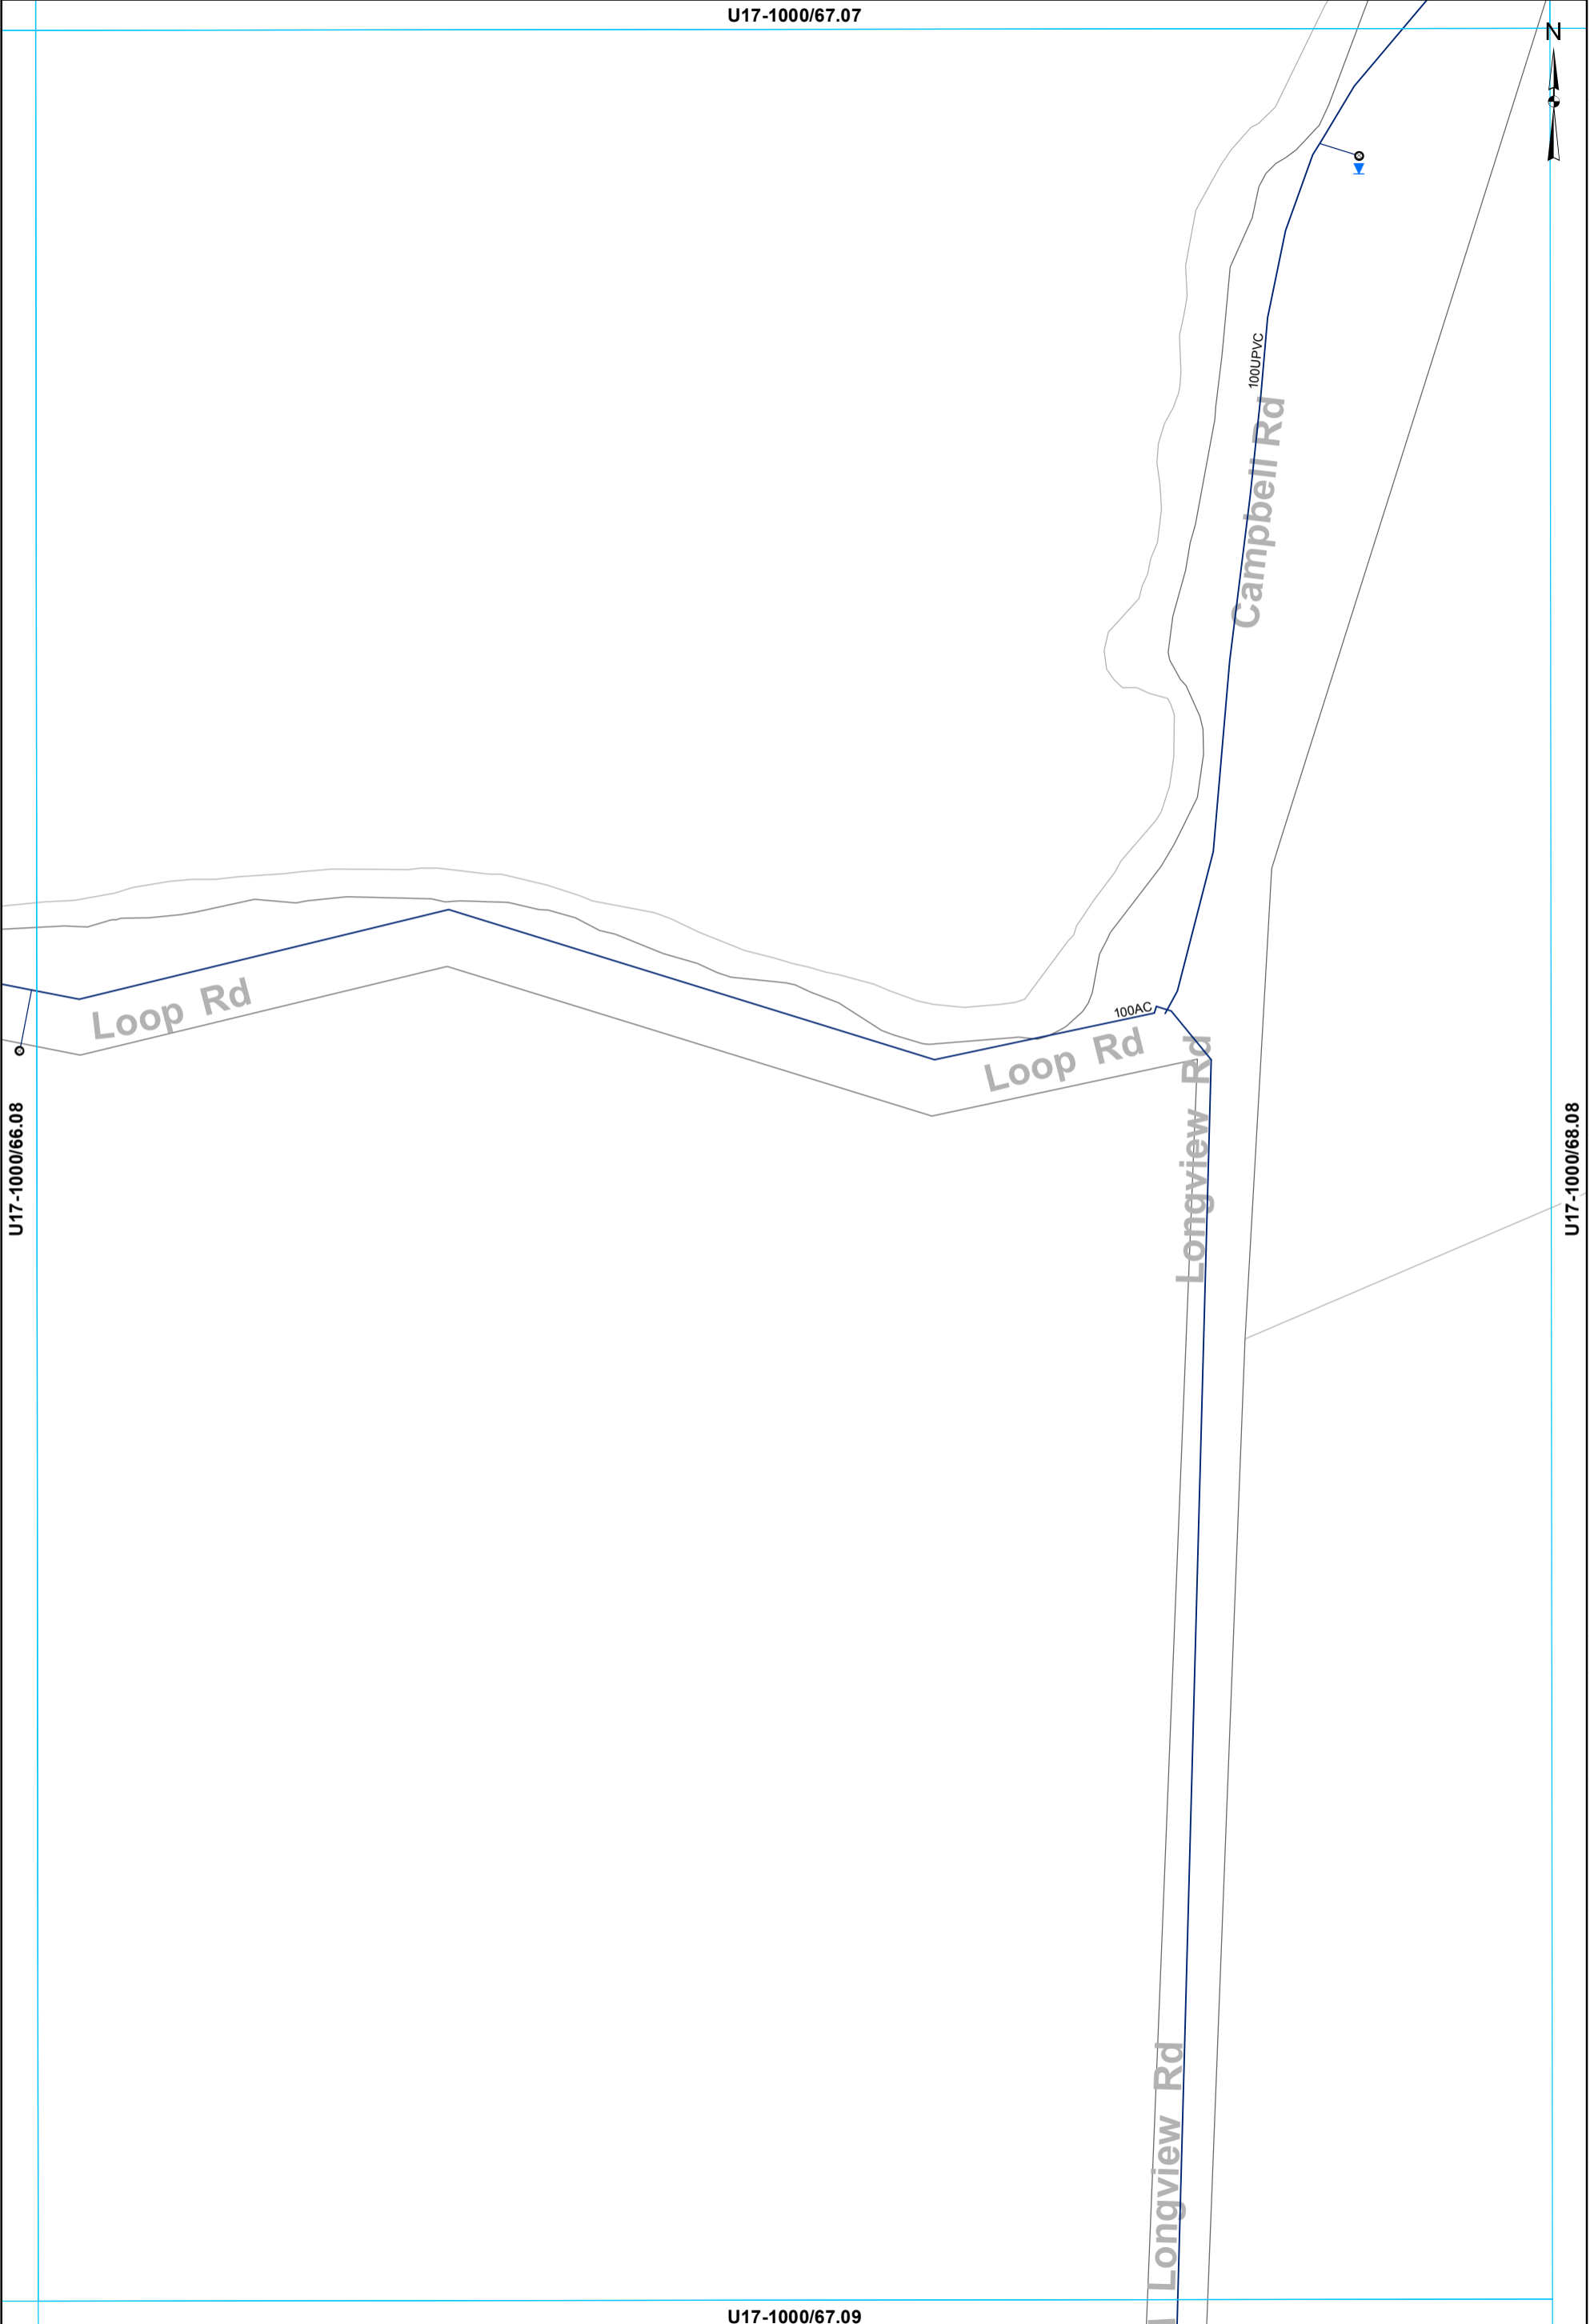 U17-1000/67.07
N
100UPVC
Campbell Rd
Loop Rd
100AC
Loop Rd
Longview Rd
U17-1000/66.08
U17-1000/68.08
Longview Rd
U17-1000/67.09